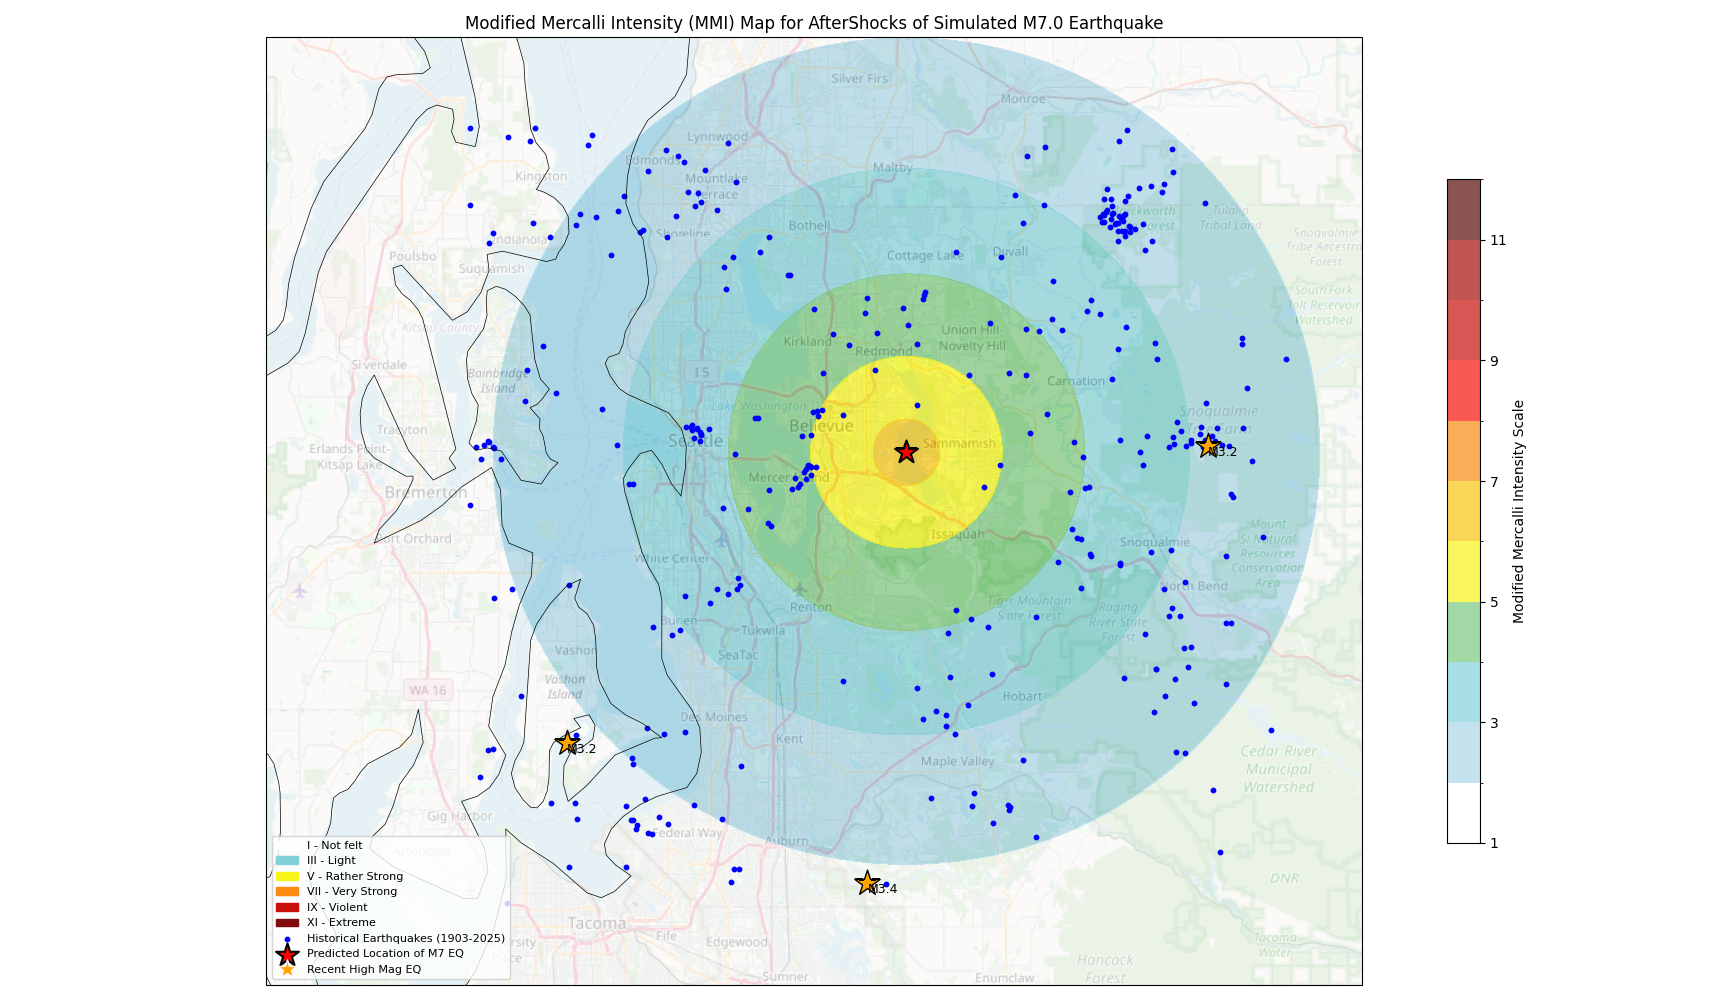 Modified Mercalli Intensity (MMI) Map for AfterShocks of Simulated M7.0 Earthquake
Silver Firs
Monroe
Lynnwood
Edmonds
Maltby
Kingston
Mountlake
Terrace
Bothell
Tulalip
Tribal Land
Shoreline
Indianola
Snoqualmie
Tribe Ancestral
Forest
Poulsbo
Cottage Lake
Duvall
Suquamish
South Fork
Tolt Reservoir
Watershed
Kitsap County
Kirkland
Union Hill-
Novelty Hill
Redmond
Silverdale
I 5
Bainbridge
Island
Carnation
Lake Washington
Snoqualmie
Tree Farm
Tracyton
Bellevue
Seattle
Sammamish
M3.2
Erlands Point-
Kitsap Lake
Mercer Island
Bremerton
Port Orchard
Issaquah
Mount
Si Natural
Resources
Conservation
Area
Snoqualmie
White Center
North Bend
Renton
Tiger Mountain
State Forest
Raging
River State
Forest
Burien
Tukwila
Vashon
SeaTac
Vashon
Island
WA 16
Hobart
Des Moines
Kent
M3.2
Maple Valley
Cedar River
Municipal
Watershed
Gig Harbor
Federal Way
Auburn
Artondale
M3.4
DNR
Tacoma
Fife
Edgewood
Tacoma
Water
Hancock
Forest
Sumner
Enumclaw
I - Not felt
III - Light
V - Rather Strong
VII - Very Strong
IX - Violent
XI - Extreme
Historical Earthquakes (1903-2025)
Predicted Location of M7 EQ
Recent High Mag EQ
11
9
7
5
3
1
Modified Mercalli Intensity Scale